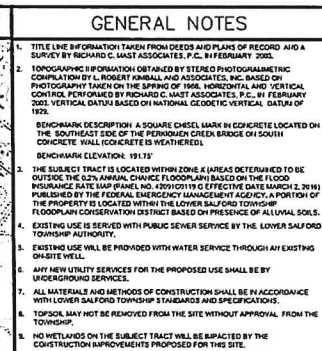 GENERAL NOTES
1. TITLE LINE INFORMATION TAKEN FROM DEEDS AND PLANS OF RECORD AND A
SURVEY BY RICHARD C. MAST ASSOCIATES, P.C., IN FEBRUARY 2003.
2. TOPOGRAPHIC INFORMATION OBTAINED BY STEREO PHOTOGRAMMETRIC
COMPILATION BY L. ROBERT KIMBALL AND ASSOCIATES, INC. BASED ON
PHOTOGRAPHY TAKEN ON THE SPRING OF 1966. HORIZONTAL AND VERTICAL
CONTROL PERFORMED BY RICHARD C. MAST ASSOCIATES, P.C., IN FEBRUARY
2003. VERTICAL DATUM BASED ON NATIONAL GEODETIC VERTICAL DATUM OF
1929.
BENCHMARK DESCRIPTION: A SQUARE CHISEL MARK IN CONCRETE LOCATED ON
THE SOUTHEAST SIDE OF THE PERKIOMEN CREEK BRIDGE ON SOUTH
CONCRETE WALL (CONCRETE IS WEATHERED).
BENCHMARK ELEVATION: 191.75'
3. THE SUBJECT TRACT IS LOCATED WITHIN ZONE X (AREAS DETERMINED TO BE
OUTSIDE THE 0.2% ANNUAL CHANCE FLOODPLAIN) BASED ON THE FLOOD
INSURANCE RATE MAP (PANEL NO. 42091C0119 G EFFECTIVE DATE MARCH 2, 2016)
PUBLISHED BY THE FEDERAL EMERGENCY MANAGEMENT AGENCY. A PORTION OF
THE PROPERTY IS LOCATED WITHIN THE LOWER SALFORD TOWNSHIP
FLOODPLAIN CONSERVATION DISTRICT BASED ON PRESENCE OF ALLUVIAL SOILS.
4. EXISTING USE IS SERVED WITH PUBLIC SEWER SERVICE BY THE LOWER SALFORD
TOWNSHIP AUTHORITY.
5. EXISTING USE WILL BE PROVIDED WITH WATER SERVICE THROUGH AN EXISTING
ON-SITE WELL.
6. ANY NEW UTILITY SERVICES FOR THE PROPOSED USE SHALL BE BY
UNDERGROUND SERVICES.
7. ALL MATERIALS AND METHODS OF CONSTRUCTION SHALL BE IN ACCORDANCE
WITH LOWER SALFORD TOWNSHIP STANDARDS AND SPECIFICATIONS.
8. TOPSOIL MAY NOT BE REMOVED FROM THE SITE WITHOUT APPROVAL FROM THE
TOWNSHIP.
9. NO WETLANDS ON THE SUBJECT TRACT WILL BE IMPACTED BY THE
CONSTRUCTION IMPROVEMENTS PROPOSED FOR THIS SITE.